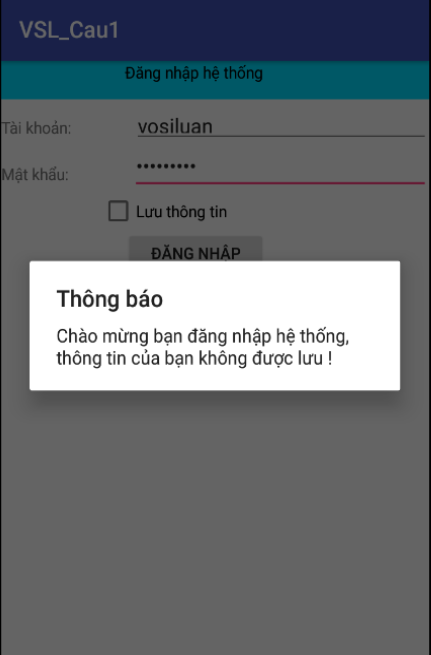 VSL_Cau1
Đăng nhập hệ thống
Tài khoản:
vosiluan
Mật khẩu:
•••••••••
Lưu thông tin
ĐĂNG NHẬP
Thông báo
Chào mừng bạn đăng nhập hệ thống,
thông tin của bạn không được lưu !